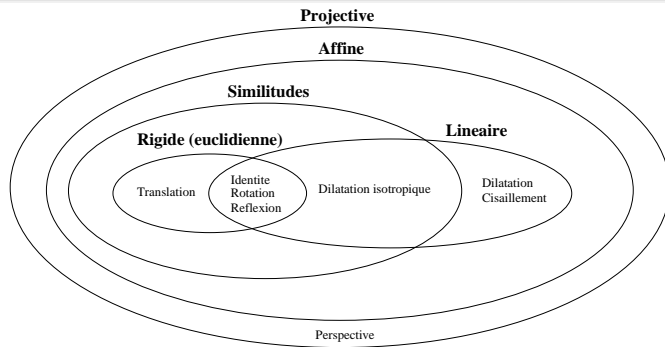 Projective
Affine
Similitudes
Rigide (euclidienne)
Lineaire
Translation
Identite
Rotation
Reflexion
Dilatation isotropique
Dilatation
Cisaillement
Perspective